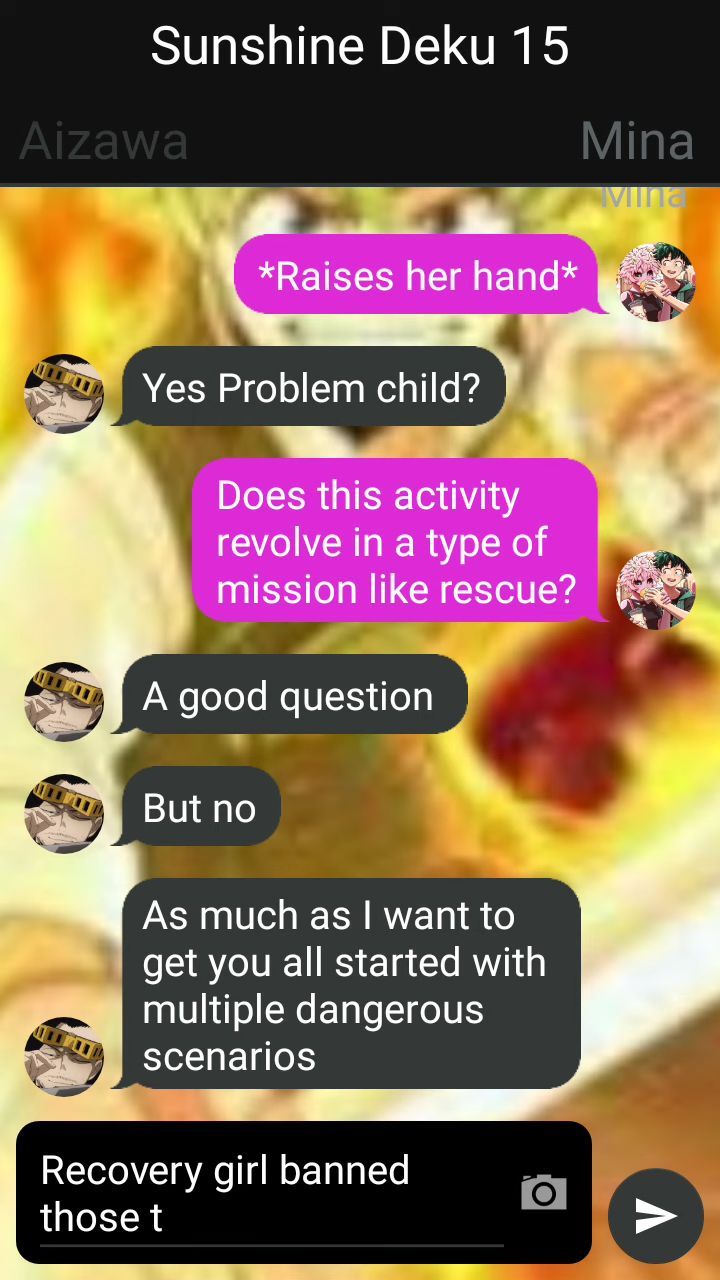 Sunshine Deku 15
Aizawa
Mina
Mina
*Raises her hand*
Yes Problem child?
Does this activity
revolve in a type of
mission like rescue?
A good question
But no
As much as I want to
get you all started with
multiple dangerous
scenarios
Recovery girl banned
those t